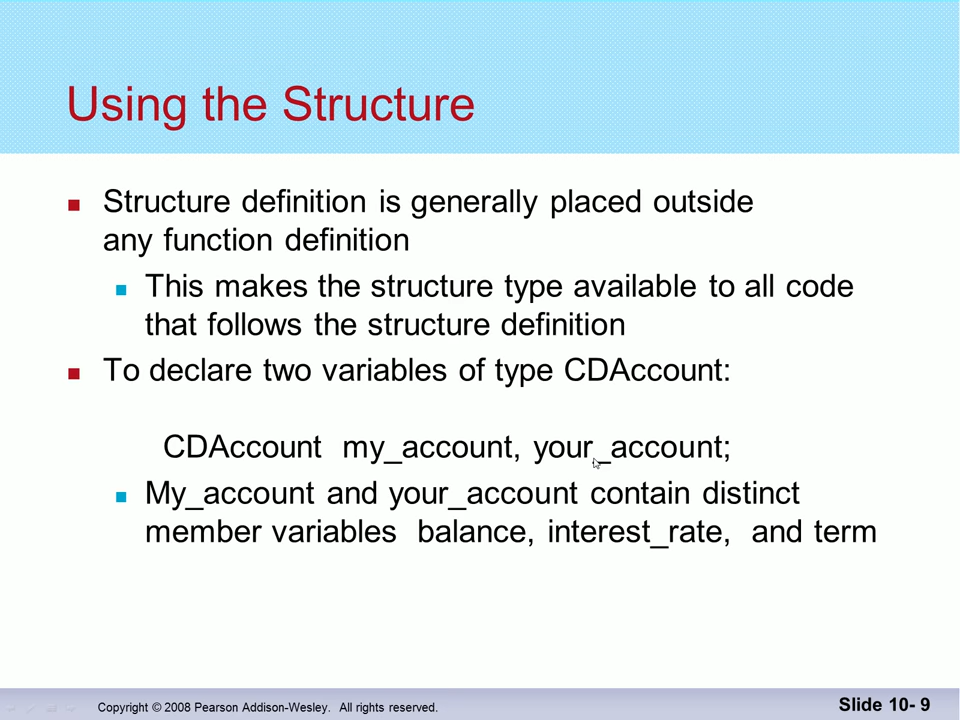 Using the Structure
Structure definition is generally placed outside
any function definition
This makes the structure type available to all code
that follows the structure definition
To declare two variables of type CDAccount:
CDAccount my_account, your_account;
My_account and your_account contain distinct
member variables balance, interest_rate, and term
Copyright © 2008 Pearson Addison-Wesley. All rights reserved.
Slide 10- 9